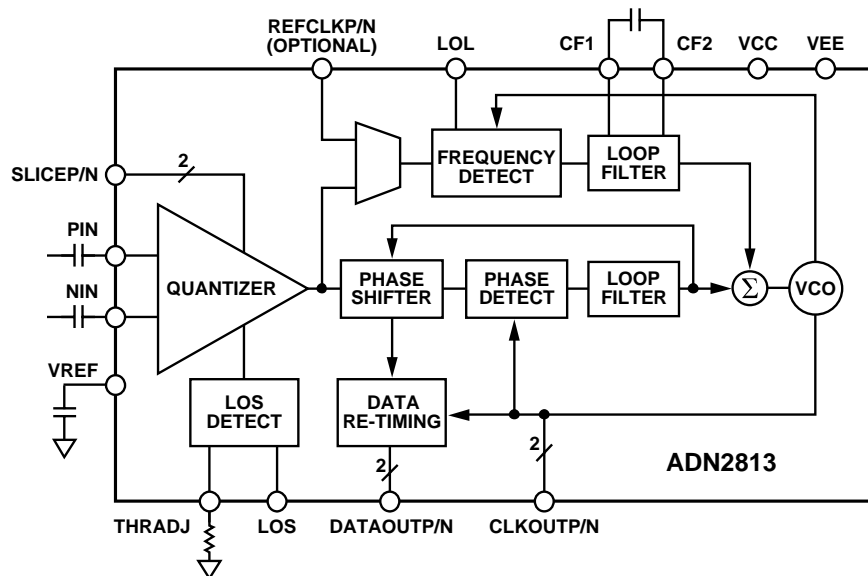 REFCLKP/N
(OPTIONAL)
LOL
CF1
CF2
VCC
VEE
SLICEP/N
2
FREQUENCY
DETECT
LOOP
FILTER
PIN
NIN
QUANTIZER
PHASE
SHIFTER
PHASE
DETECT
LOOP
FILTER
Σ
VCO
VREF
LOS
DETECT
DATA
RE-TIMING
2
2
ADN2813
THRADJ
LOS
DATAOUTP/N
CLKOUTP/N